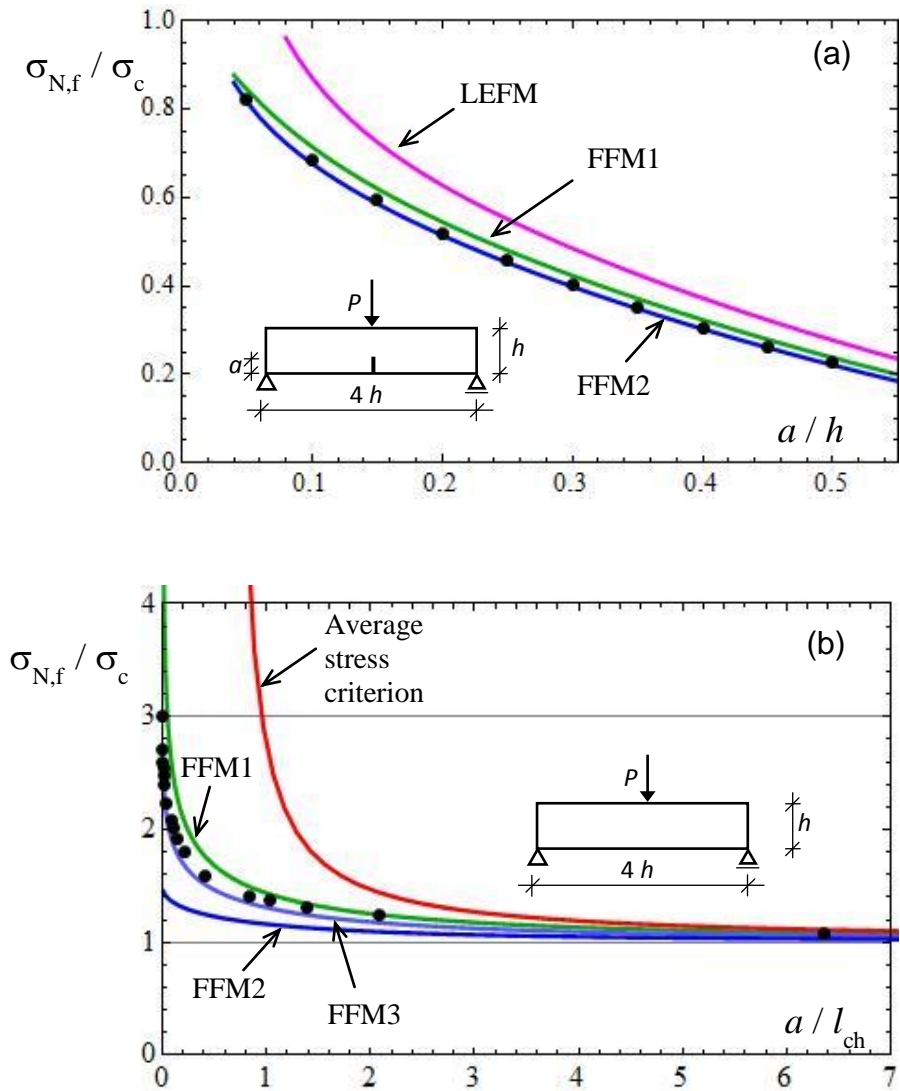 σN,f / σc
(a)
1.0
0.8
0.6
0.4
0.2
0.0
LEFM
FFM1
FFM2
P
a
h
4 h
a / h
0.0 0.1 0.2 0.3 0.4 0.5
σN,f / σc
(b)
4
3
2
1
0
Average
stress
criterion
FFM1
FFM2
FFM3
P
h
4 h
a / lch
0 1 2 3 4 5 6 7